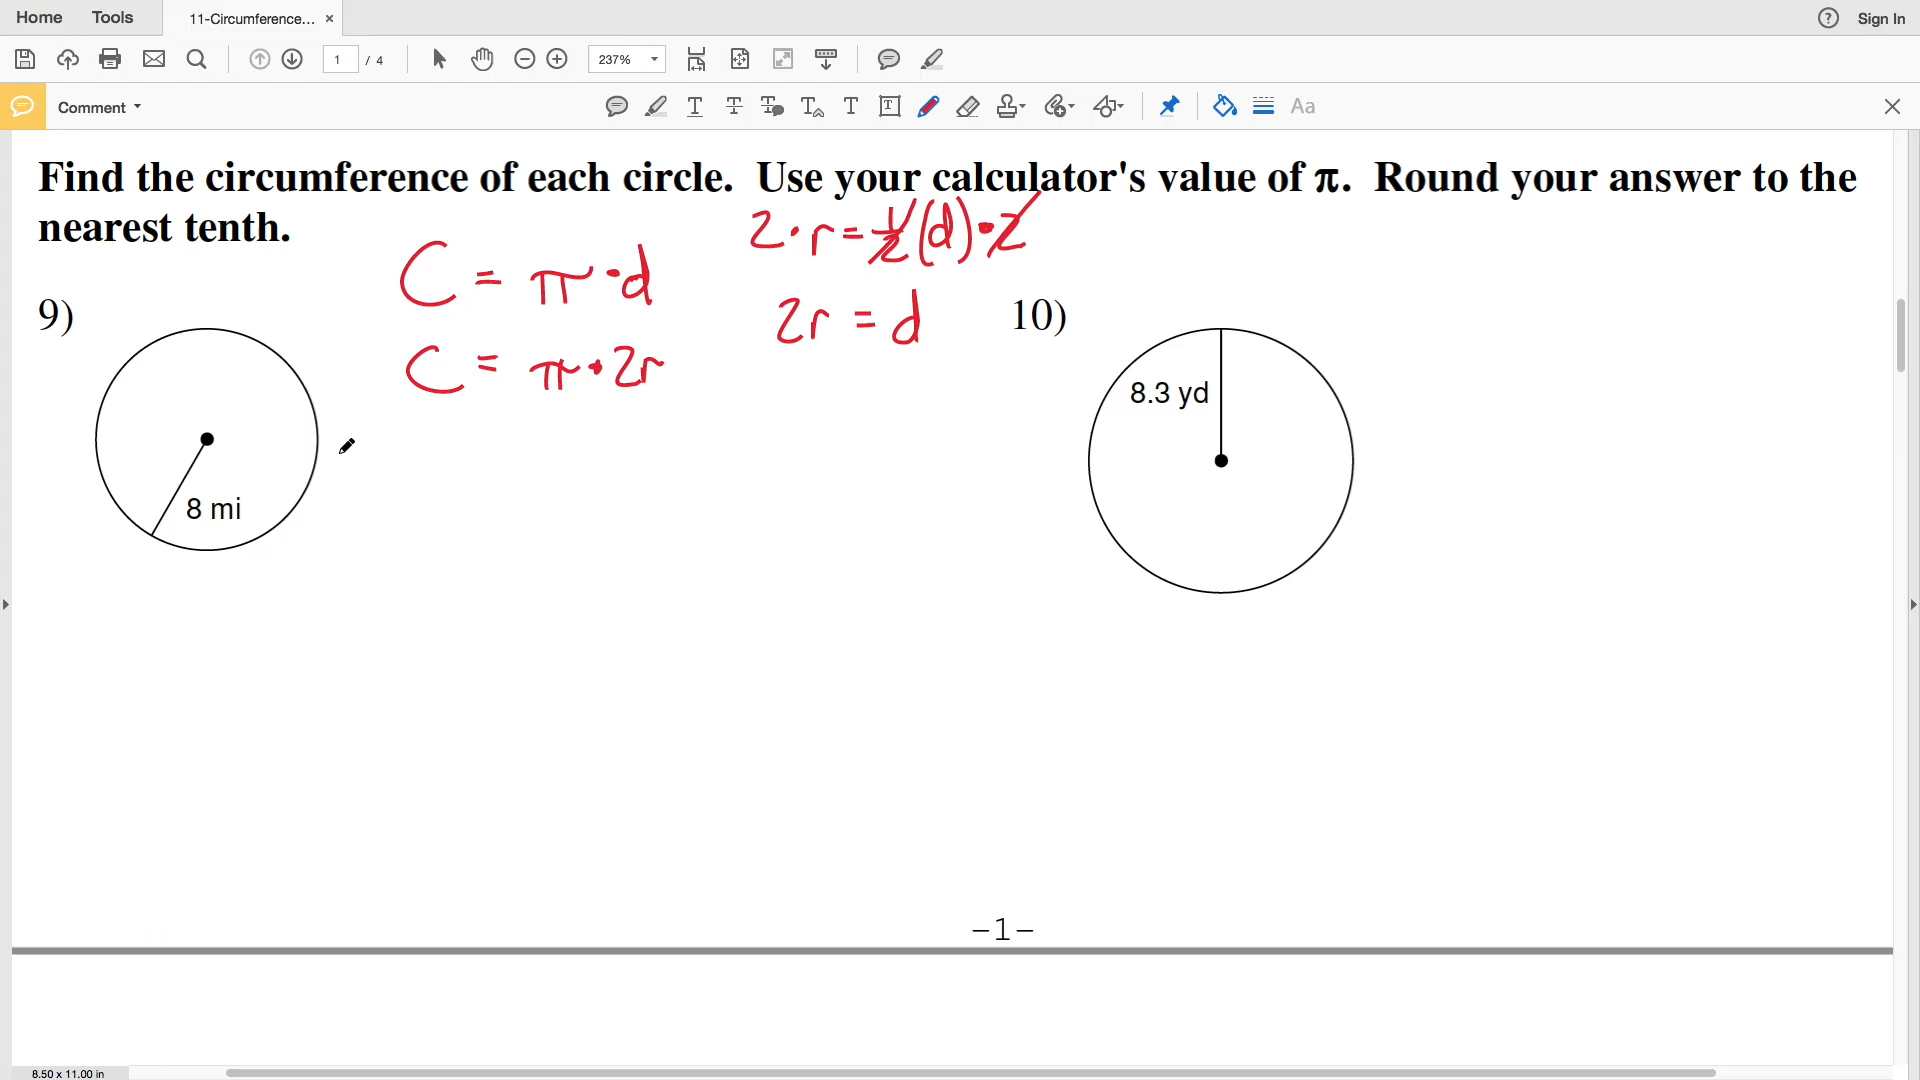 Home Tools 11-Circumference... × ? Sign In
1 / 4 237%
Comment T T T T T T Aa
Find the circumference of each circle. Use your calculator's value of π. Round your answer to the
nearest tenth.
2·r=1/2(d)·2
C = π·d
2r = d
C = π·2r
9)
8 mi
10)
8.3 yd
-1-
8.50 x 11.00 in